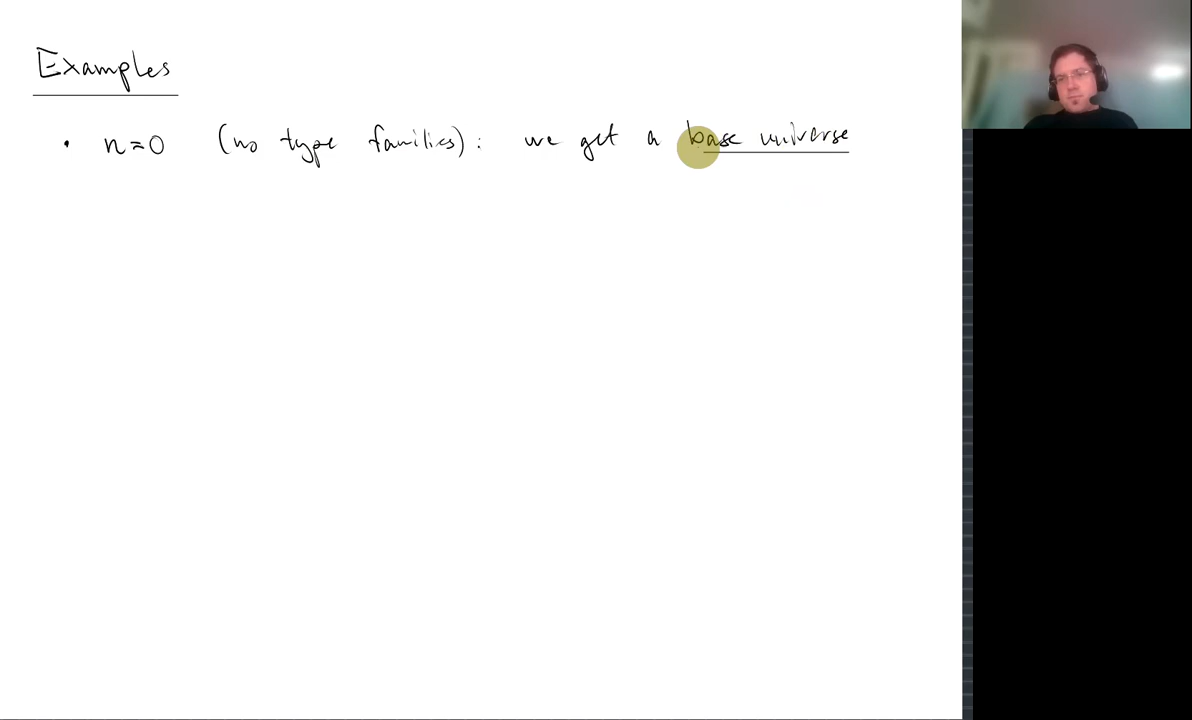 Examples
• n=0 (no type families): we get a base universe